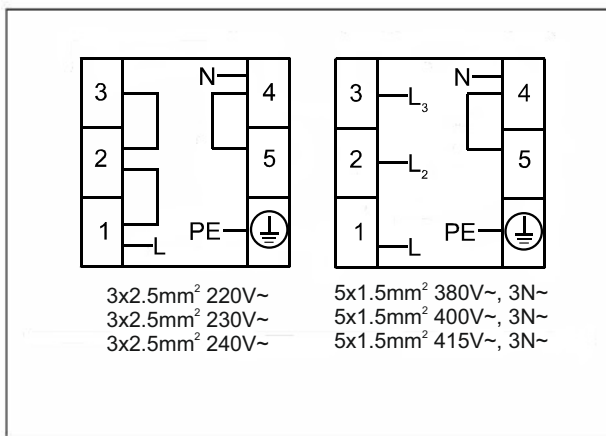 3 N 4
2 5
1 L PE
3x2.5mm² 220V~
3x2.5mm² 230V~
3x2.5mm² 240V~
3 L₃ N 4
2 L₂ 5
1 L PE
5x1.5mm² 380V~, 3N~
5x1.5mm² 400V~, 3N~
5x1.5mm² 415V~, 3N~